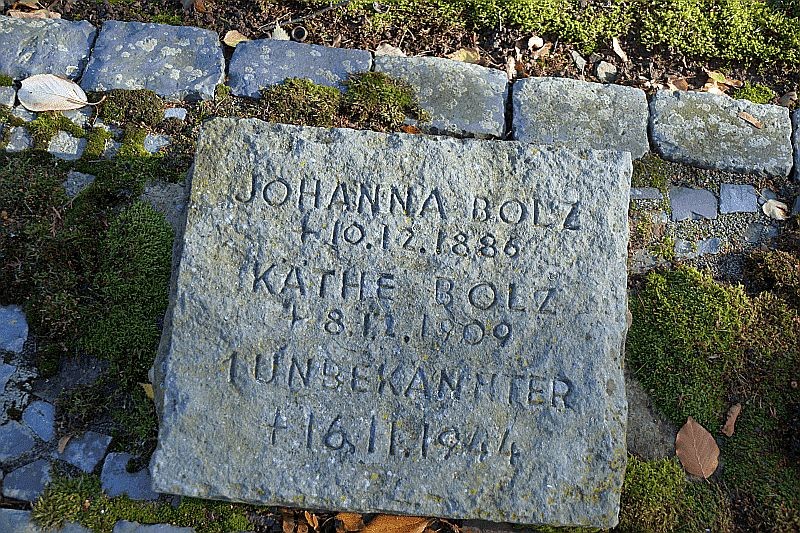 JOHANNA BOLZ
+10.12.1886
KÄTHE BOLZ
+8.12.1909
1 UNBEKANNTER
+16.11.1944